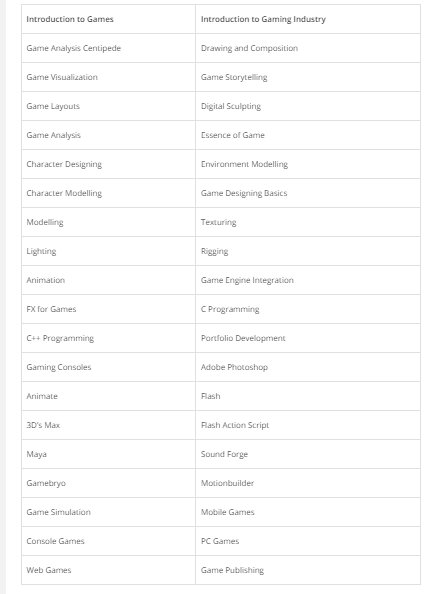 Introduction to Games Introduction to Gaming Industry
Game Analysis Centipede Drawing and Composition
Game Visualization Game Storytelling
Game Layouts Digital Sculpting
Game Analysis Essence of Game
Character Designing Environment Modelling
Character Modelling Game Designing Basics
Modelling Texturing
Lighting Rigging
Animation Game Engine Integration
FX for Games C Programming
C++ Programming Portfolio Development
Gaming Consoles Adobe Photoshop
Animate Flash
3D's Max Flash Action Script
Maya Sound Forge
Gamebryo Motionbuilder
Game Simulation Mobile Games
Console Games PC Games
Web Games Game Publishing